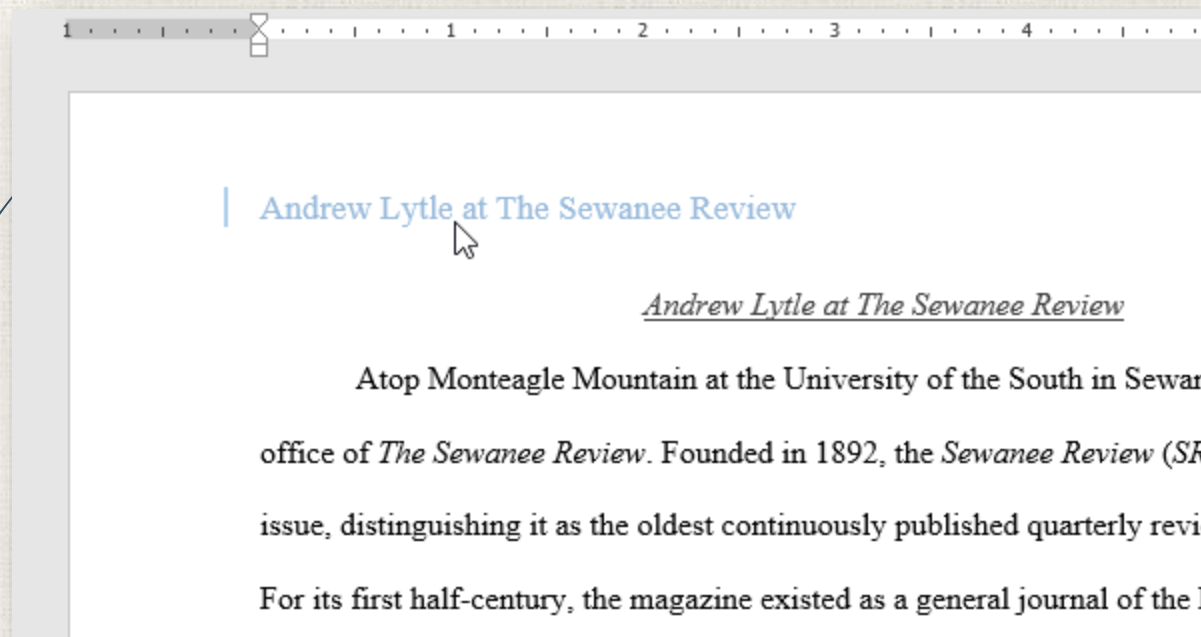 1 1 2 3 4
Andrew Lytle at The Sewanee Review
Andrew Lytle at The Sewanee Review
Atop Monteagle Mountain at the University of the South in
office of The Sewanee Review. Founded in 1892, the Sewanee Review (
issue, distinguishing it as the oldest continuously published quarterly
For its first half-century, the magazine existed as a general journal of the